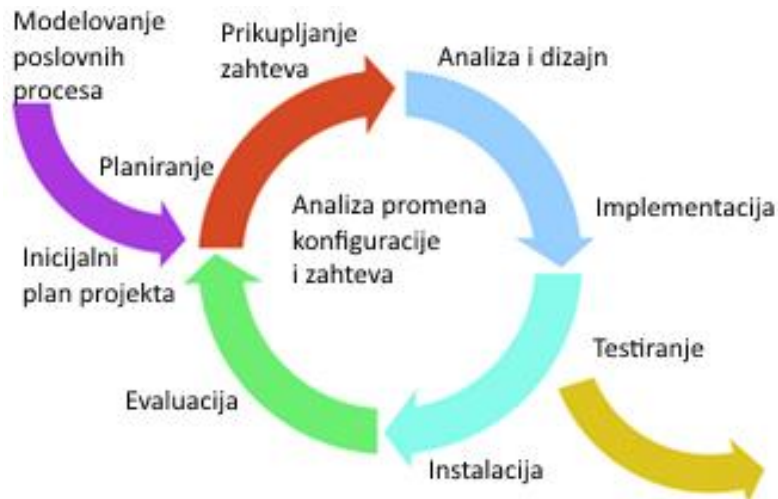 Modelovanje
poslovnih
procesa
Prikupljanje
zahteva
Analiza i dizajn
Planiranje
Implementacija
Analiza promena
konfiguracije
i zahteva
Inicijalni
plan projekta
Testiranje
Evaluacija
Instalacija